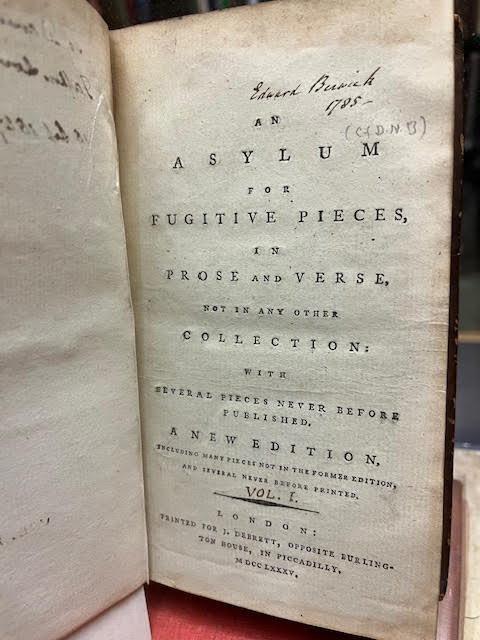 Edward Berwick
1785-
(Cf D.N.B)
AN
ASYLUM
FOR
FUGITIVE PIECES,
IN
PROSE AND VERSE,
NOT IN ANY OTHER
COLLECTION:
WITH
SEVERAL PIECES NEVER BEFORE
PUBLISHED.
A NEW EDITION,
INCLUDING MANY PIECES NOT IN THE FORMER EDITION,
AND SEVERAL NEVER BEFORE PRINTED.
VOL. I.
LONDON:
PRINTED FOR J. DEBRETT, OPPOSITE BURLING-
TON HOUSE, IN PICCADILLY.
MDCCLXXXV.